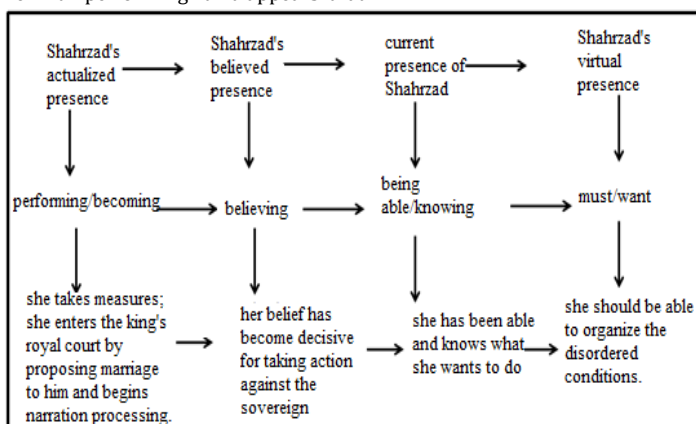 Shahrzad's
actualized
presence
Shahrzad's
believed
presence
current
presence of
Shahrzad
Shahrzad's
virtual
presence
performing/becoming
believing
being
able/knowing
must/want
she takes measures;
she enters the king's
royal court by
proposing marriage
to him and begins
narration processing.
her belief has
become decisive
for taking action
against the
sovereign
she has been able
and knows what
she wants to do
she should be able
to organize the
disordered
conditions.